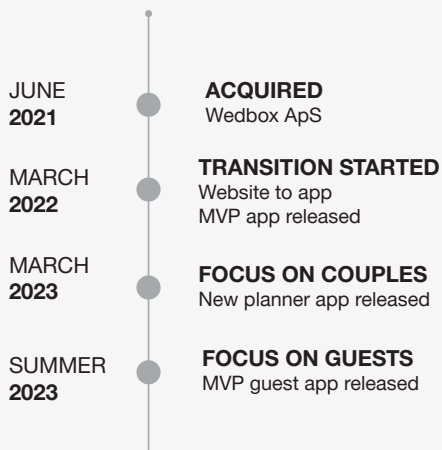 JUNE
2021
ACQUIRED
Wedbox ApS
MARCH
2022
TRANSITION STARTED
Website to app
MVP app released
MARCH
2023
FOCUS ON COUPLES
New planner app released
SUMMER
2023
FOCUS ON GUESTS
MVP guest app released